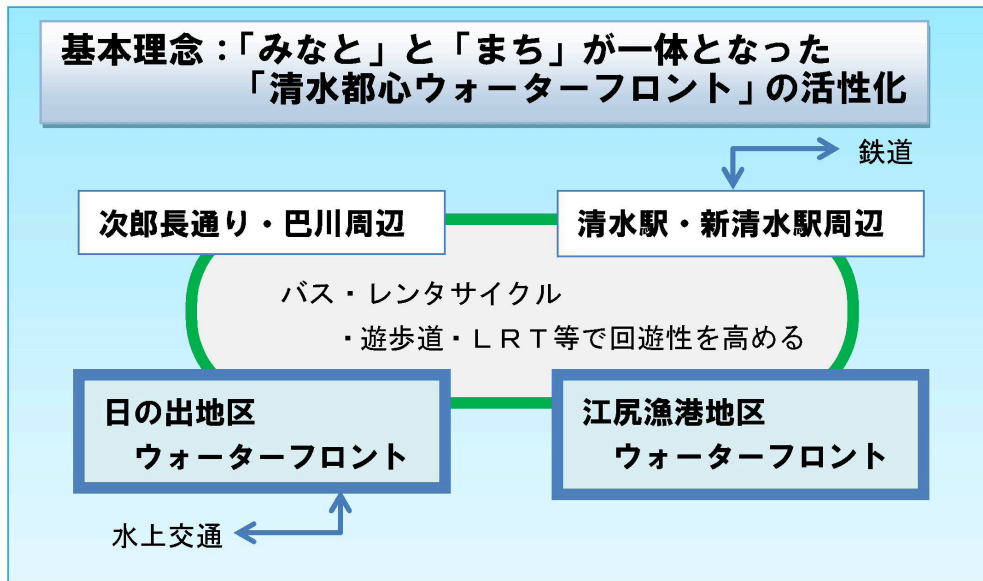 基本理念：「みなと」と「まち」が一体となった
「清水都心ウォーターフロント」の活性化
鉄道
次郎長通り・巴川周辺
清水駅・新清水駅周辺
バス・レンタサイクル
・遊歩道・ＬＲＴ等で回遊性を高める
日の出地区
ウォーターフロント
江尻漁港地区
ウォーターフロント
水上交通